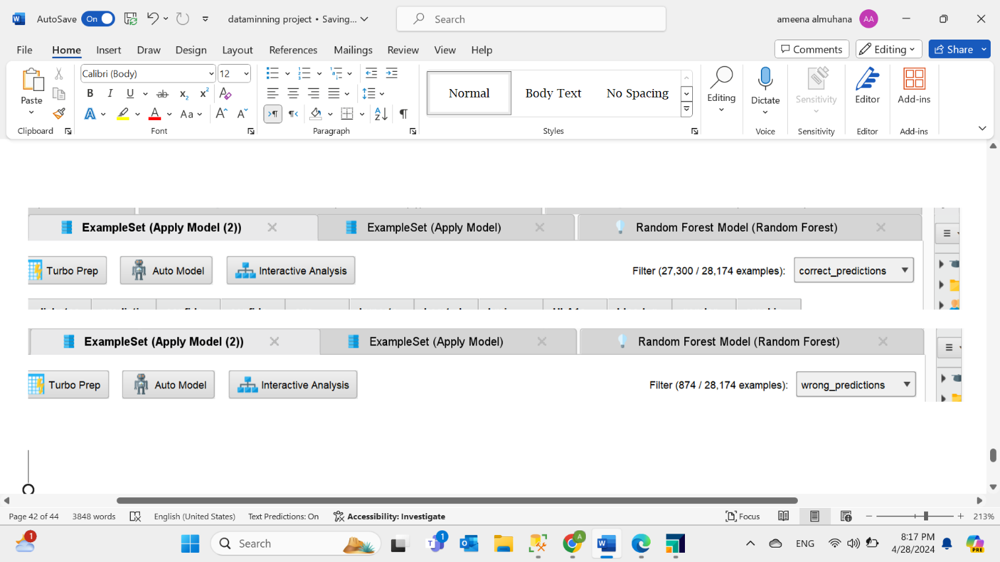 AutoSave On dataminning project • Saving... Search ameena almuhana AA
File Home Insert Draw Design Layout References Mailings Review View Help Comments Editing Share
Calibri (Body) 12
Paste
Normal Body Text No Spacing
Editing Dictate Sensitivity Editor Add-ins
Clipboard Font Paragraph Styles Voice Sensitivity Editor Add-ins
ExampleSet (Apply Model (2)) ExampleSet (Apply Model) Random Forest Model (Random Forest)
Turbo Prep Auto Model Interactive Analysis Filter (27,300 / 28,174 examples): correct_predictions
ExampleSet (Apply Model (2)) ExampleSet (Apply Model) Random Forest Model (Random Forest)
Turbo Prep Auto Model Interactive Analysis Filter (874 / 28,174 examples): wrong_predictions
Page 42 of 44 3848 words English (United States) Text Predictions: On Accessibility: Investigate Focus 213%
1 Search 1 A ENG 8:17 PM PRE
4/28/2024